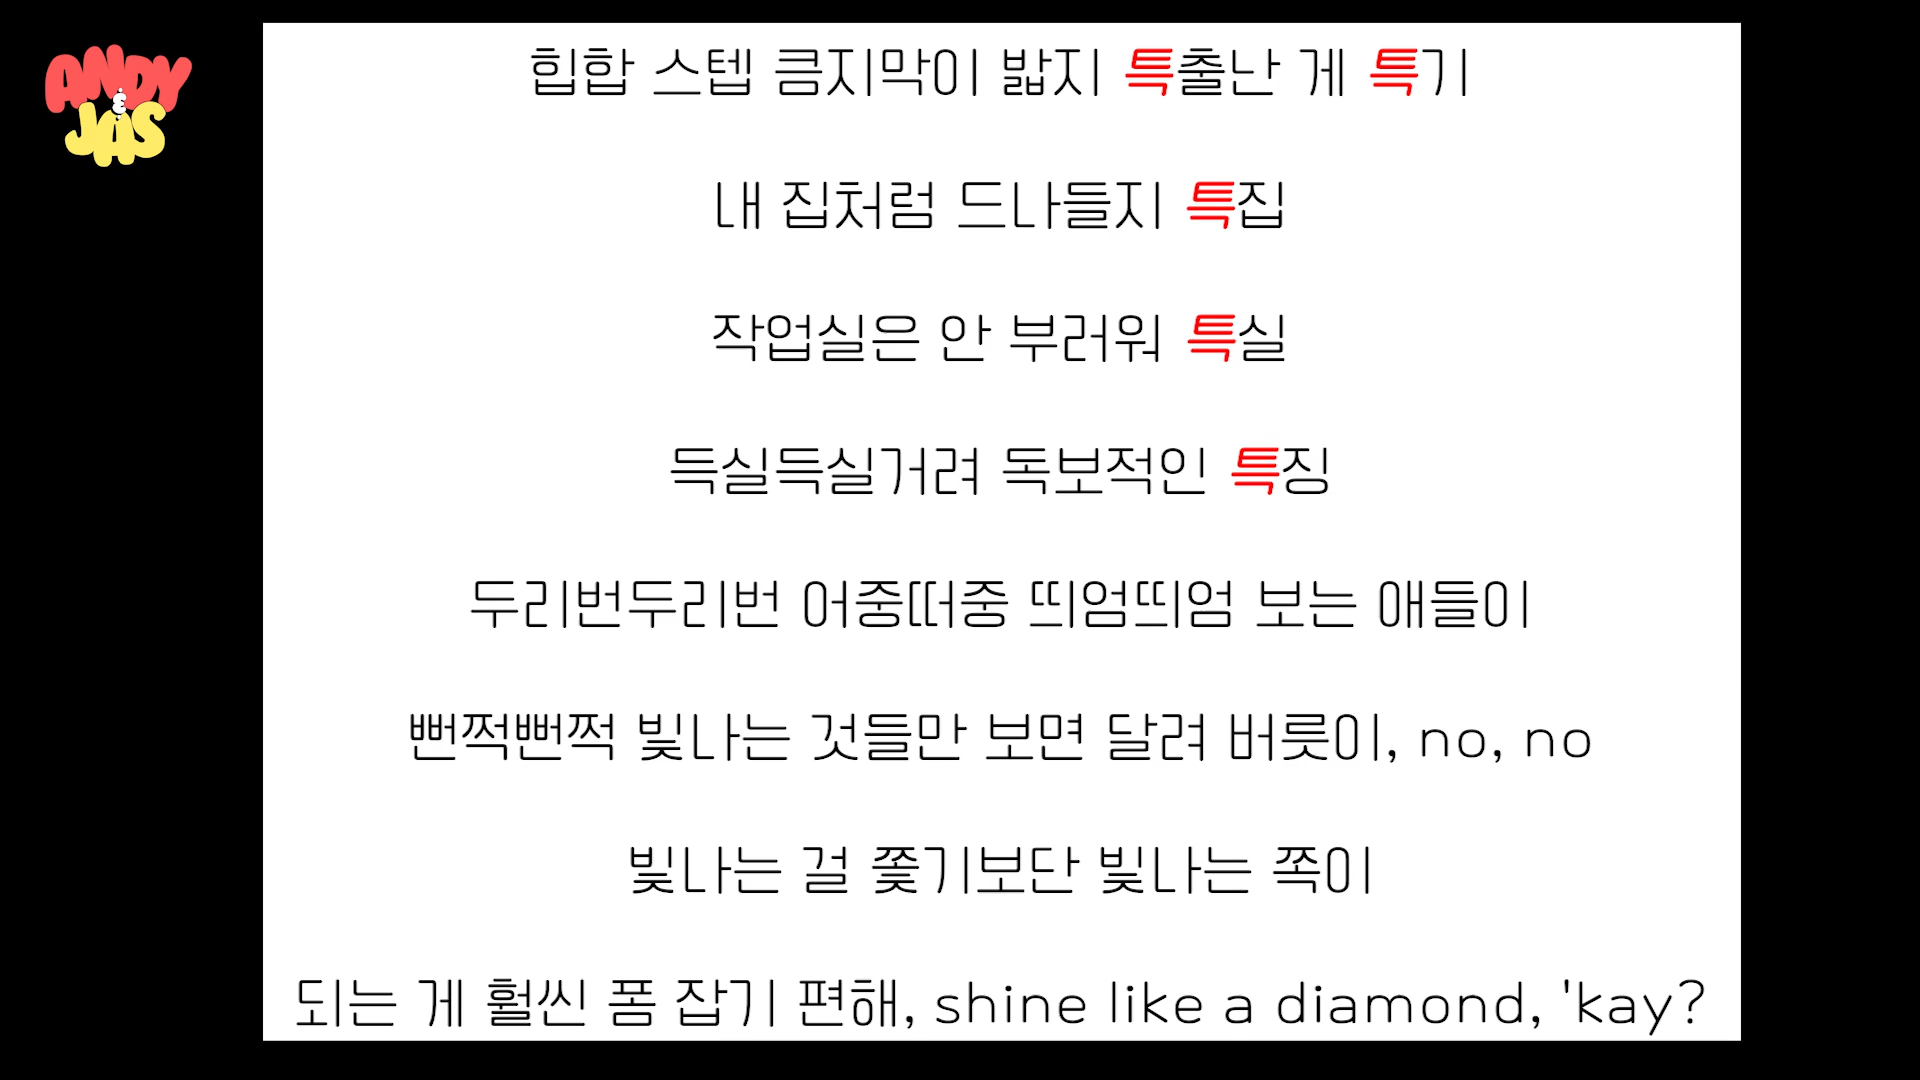 ANDY
&
JAS
힙합 스텝 큼지막이 밟지 특출난 게 특기
내 집처럼 드나들지 특집
작업실은 안 부러워 특실
득실득실거려 독보적인 특징
두리번두리번 어중떠중 띄엄띄엄 보는 애들이
뻔쩍뻔쩍 빛나는 것들만 보면 달려 버릇이, no, no
빛나는 걸 쫓기보단 빛나는 쪽이
되는 게 훨씬 폼 잡기 편해, shine like a diamond, 'kay?